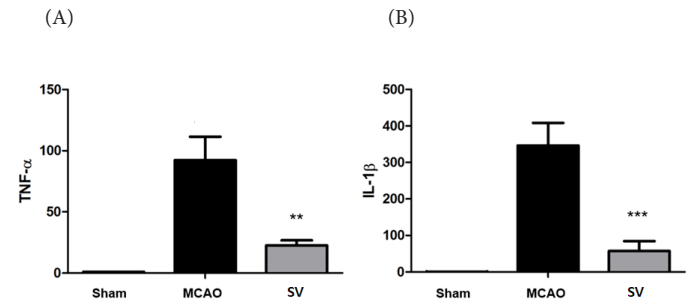 (A)
(B)
150
100
50
0
TNF-α
**
Sham
MCAO
SV
500
400
300
200
100
0
IL-1β
***
Sham
MCAO
SV